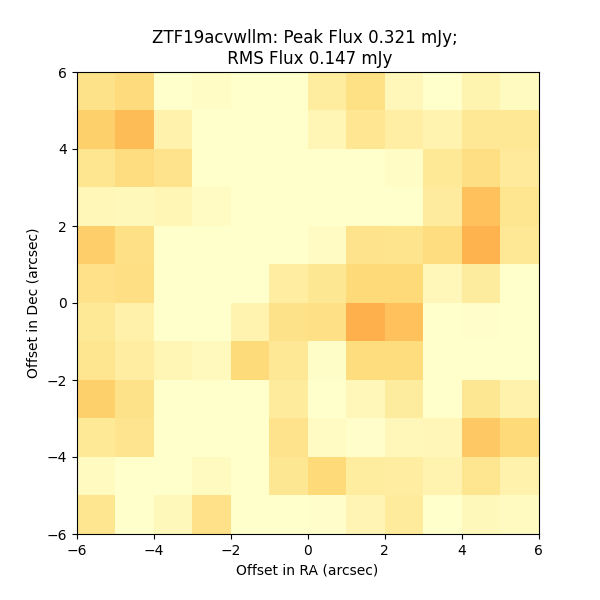 ZTF19acvwllm: Peak Flux 0.321 mJy;
RMS Flux 0.147 mJy
6
4
2
0
−2
−4
−6
Offset in Dec (arcsec)
−6 −4 −2 0 2 4 6
Offset in RA (arcsec)